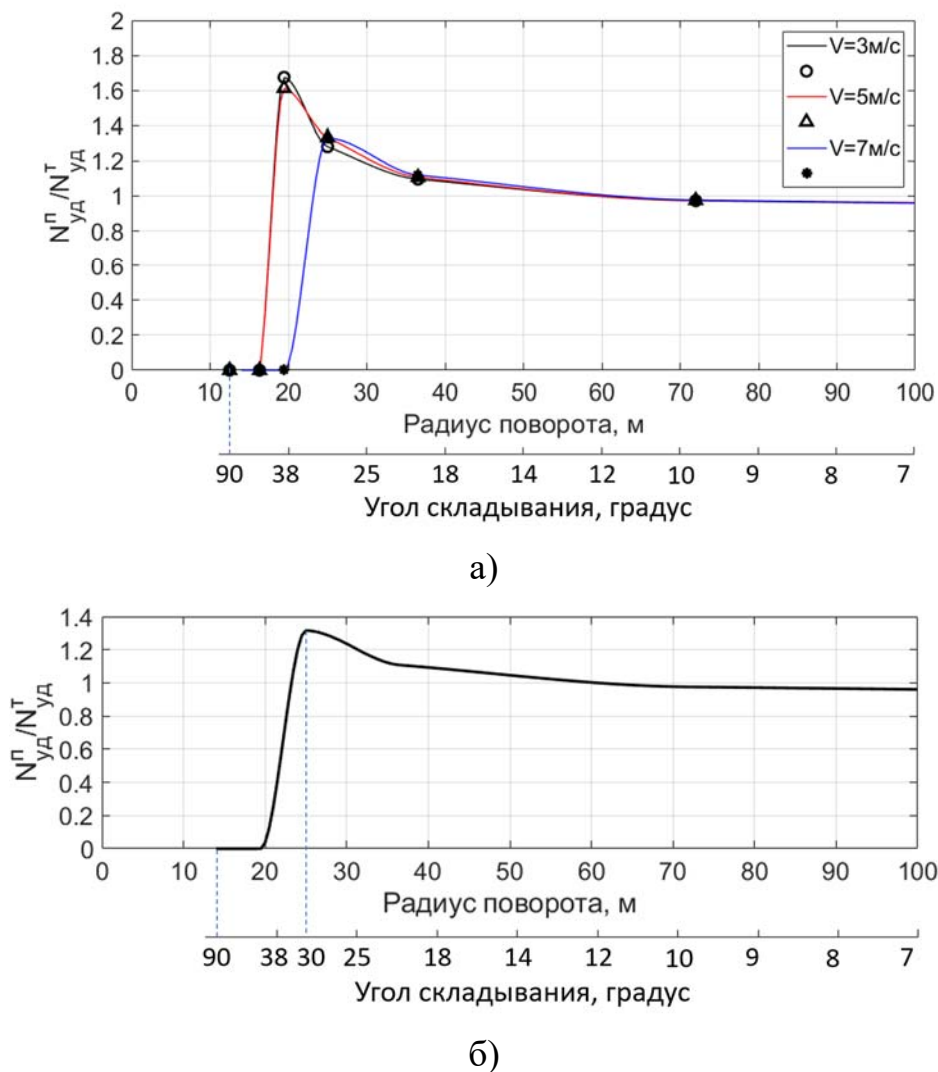 2
1.8
1.6
1.4
1.2
1
0.8
0.6
0.4
0.2
0
V=3м/с
V=5м/с
V=7м/с
Nᵖуд/Nᵀуд
0 10 20 30 40 50 60 70 80 90 100
Радиус поворота, м
90 38 25 18 14 12 10 9 8 7
Угол складывания, градус
а)
1.4
1.2
1
0.8
0.6
0.4
0.2
0
Nᵖуд/Nᵀуд
0 10 20 30 40 50 60 70 80 90 100
Радиус поворота, м
90 38 30 25 18 14 12 10 9 8 7
Угол складывания, градус
б)